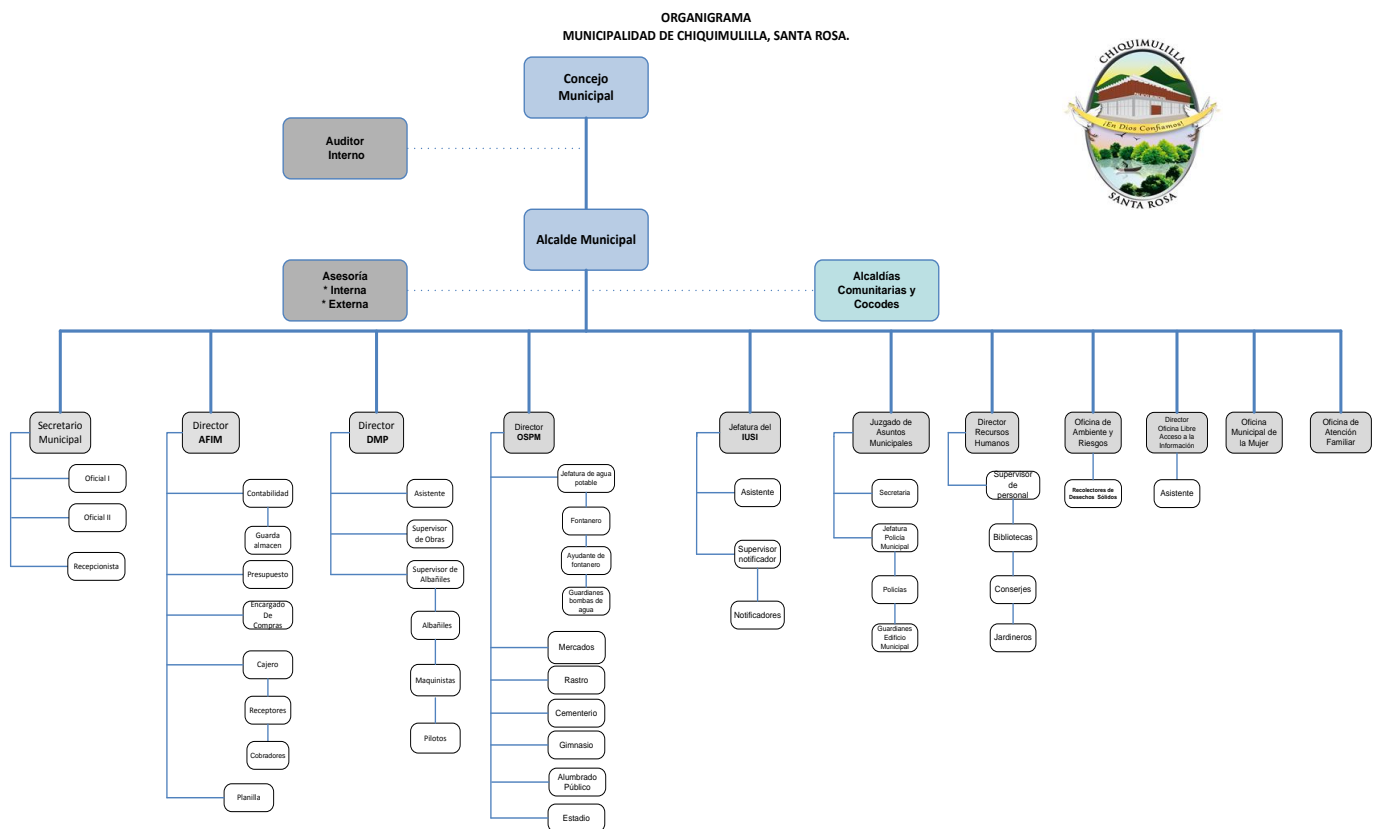 ORGANIGRAMA
MUNICIPALIDAD DE CHIQUIMULILLA, SANTA ROSA.
CHIQUIMULILLA
¡En Dios Confiamos!
SANTA ROSA
Concejo
Municipal
Auditor
Interno
Alcalde Municipal
Asesoría
* Interna
* Externa
Alcaldías
Comunitarias y
Cocodes
Secretario
Municipal
Oficial I
Oficial II
Recepcionista
Director
AFIM
Contabilidad
Guarda
almacen
Presupuesto
Encargado
De
Compras
Cajero
Receptores
Cobradores
Planilla
Director
DMP
Asistente
Supervisor
de Obras
Supervisor de
Albañiles
Albañiles
Maquinistas
Pilotos
Director
OSPM
Jefatura de agua
potable
Fontanero
Ayudante de
fontanero
Guardianes
bombas de
agua
Mercados
Rastro
Cementerio
Gimnasio
Alumbrado
Público
Estadio
Jefatura del
IUSI
Asistente
Supervisor
notificador
Notificadores
Juzgado de
Asuntos
Municipales
Secretaria
Jefatura
Policía
Municipal
Policías
Guardianes
Edificio
Municipal
Director
Recursos
Humanos
Supervisor
de
personal
Bibliotecas
Conserjes
Jardineros
Oficina de
Ambiente y
Riesgos
Recolectores de
Desechos Sólidos
Director
Oficina Libre
Acceso a la
Información
Asistente
Oficina
Municipal de
la Mujer
Oficina de
Atención
Familiar